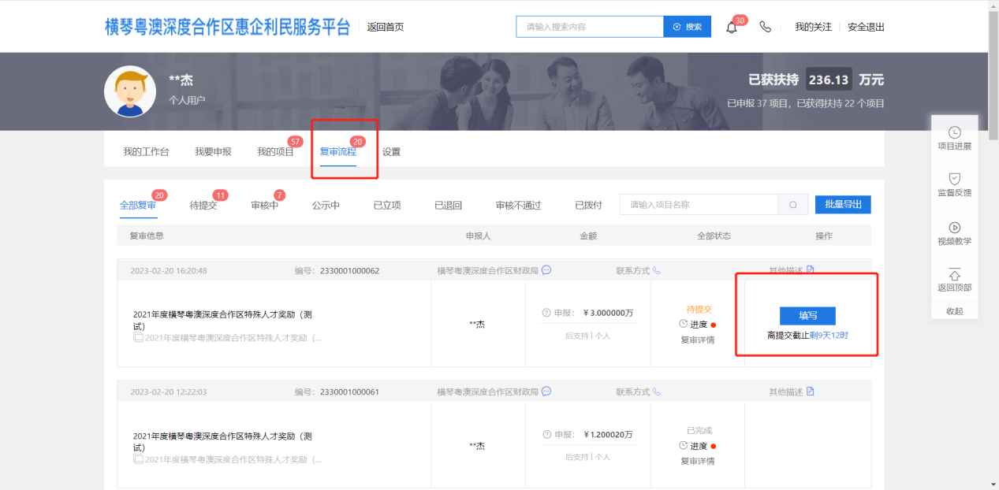 横琴粤澳深度合作区惠企利民服务平台 返回首页 请输入搜索内容 搜索 30 我的关注 安全退出
**杰
个人用户
已获扶持 236.13 万元
已申报 37 项目，已获得扶持 22 个项目
我的工作台 我要申报 我的项目 57 复审流程 20 设置
全部复审 20 待提交 11 审核中 7 公示中 已立项 已退回 审核不通过 已拨付 请输入项目名称 批量导出
复审信息 申报人 金额 全部状态 操作
2023-02-20 16:20:48 编号：2330001000062 横琴粤澳深度合作区财政局 联系方式 其他描述
2021年度横琴粤澳深度合作区特殊人才奖励（测
试）
2021年度横琴粤澳深度合作区特殊人才奖励（...
**杰
申报：￥3.000000万
后支持 | 个人
待提交
进度
复审详情
填写
离提交截止剩9天12时
2023-02-20 12:22:03 编号：2330001000061 横琴粤澳深度合作区财政局 联系方式 其他描述
2021年度横琴粤澳深度合作区特殊人才奖励（测
试）
2021年度横琴粤澳深度合作区特殊人才奖励（...
**杰
申报：￥1.200020万
后支持 | 个人
已完成
进度
复审详情
项目进展
监督反馈
视频教学
返回顶部
收起